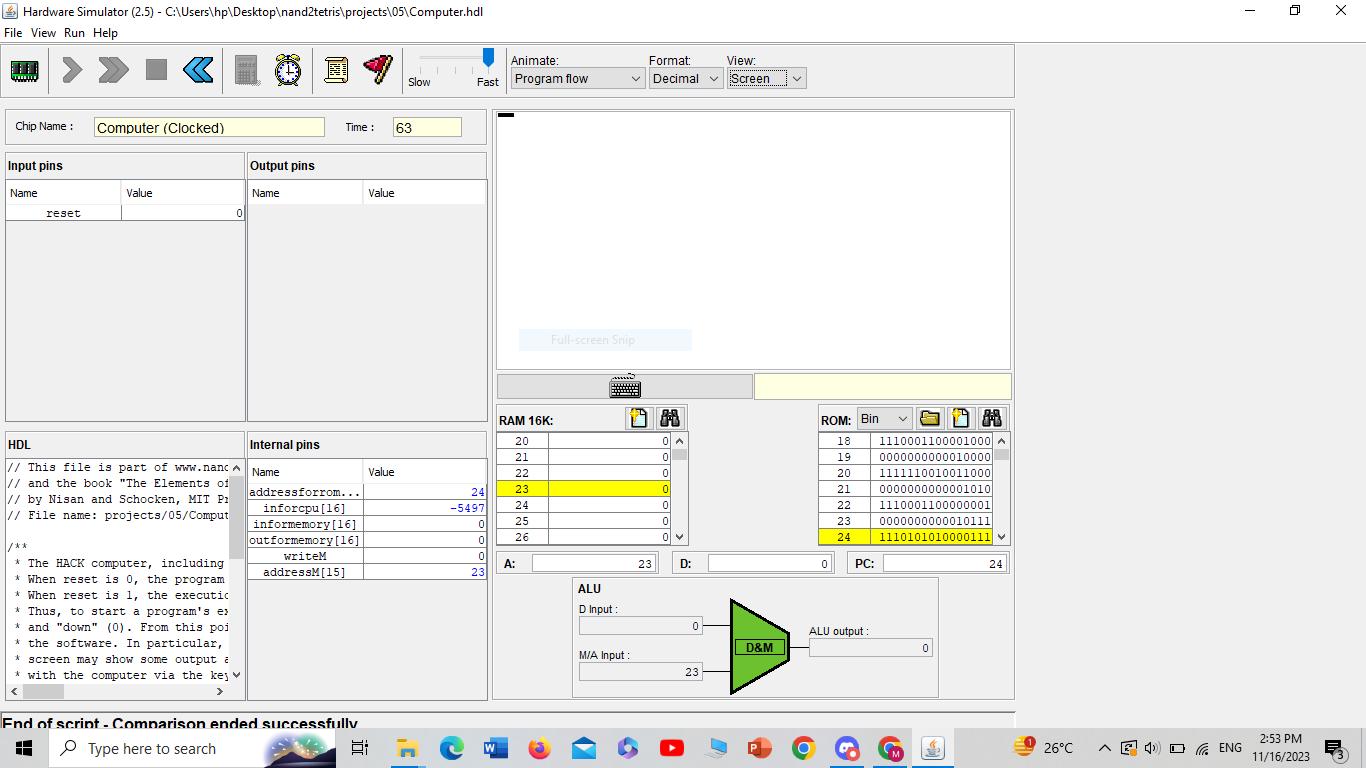 Hardware Simulator (2.5) - C:\Users\hp\Desktop\nand2tetris\projects\05\Computer.hdl
File View Run Help
Slow Fast
Animate: Format: View:
Program flow Decimal Screen
Chip Name : Computer (Clocked) Time : 63
Input pins
Name Value
reset 0
Output pins
Name Value
Full-screen Snip
HDL
// This file is part of www.nand
// and the book "The Elements of
// by Nisan and Schocken, MIT Pr
// File name: projects/05/Comput
/**
* The HACK computer, including
* When reset is 0, the program
* When reset is 1, the executio
* Thus, to start a program's ex
* and "down" (0). From this poi
* the software. In particular,
* screen may show some output a
* with the computer via the key
Internal pins
Name Value
addressforrom... 24
inforcpu[16] -5497
informemory[16] 0
outformemory[16] 0
writeM 0
addressM[15] 23
RAM 16K:
20 0
21 0
22 0
23 0
24 0
25 0
26 0
ROM: Bin
18 1110001100001000
19 0000000000010000
20 1111110010011000
21 0000000000001010
22 1110001100000001
23 0000000000010111
24 1110101010000111
A: 23 D: 0 PC: 24
ALU
D Input :
0
M/A Input :
23
D&M
ALU output :
0
End of script - Comparison ended successfully
Type here to search
26°C
ENG
2:53 PM
11/16/2023
3